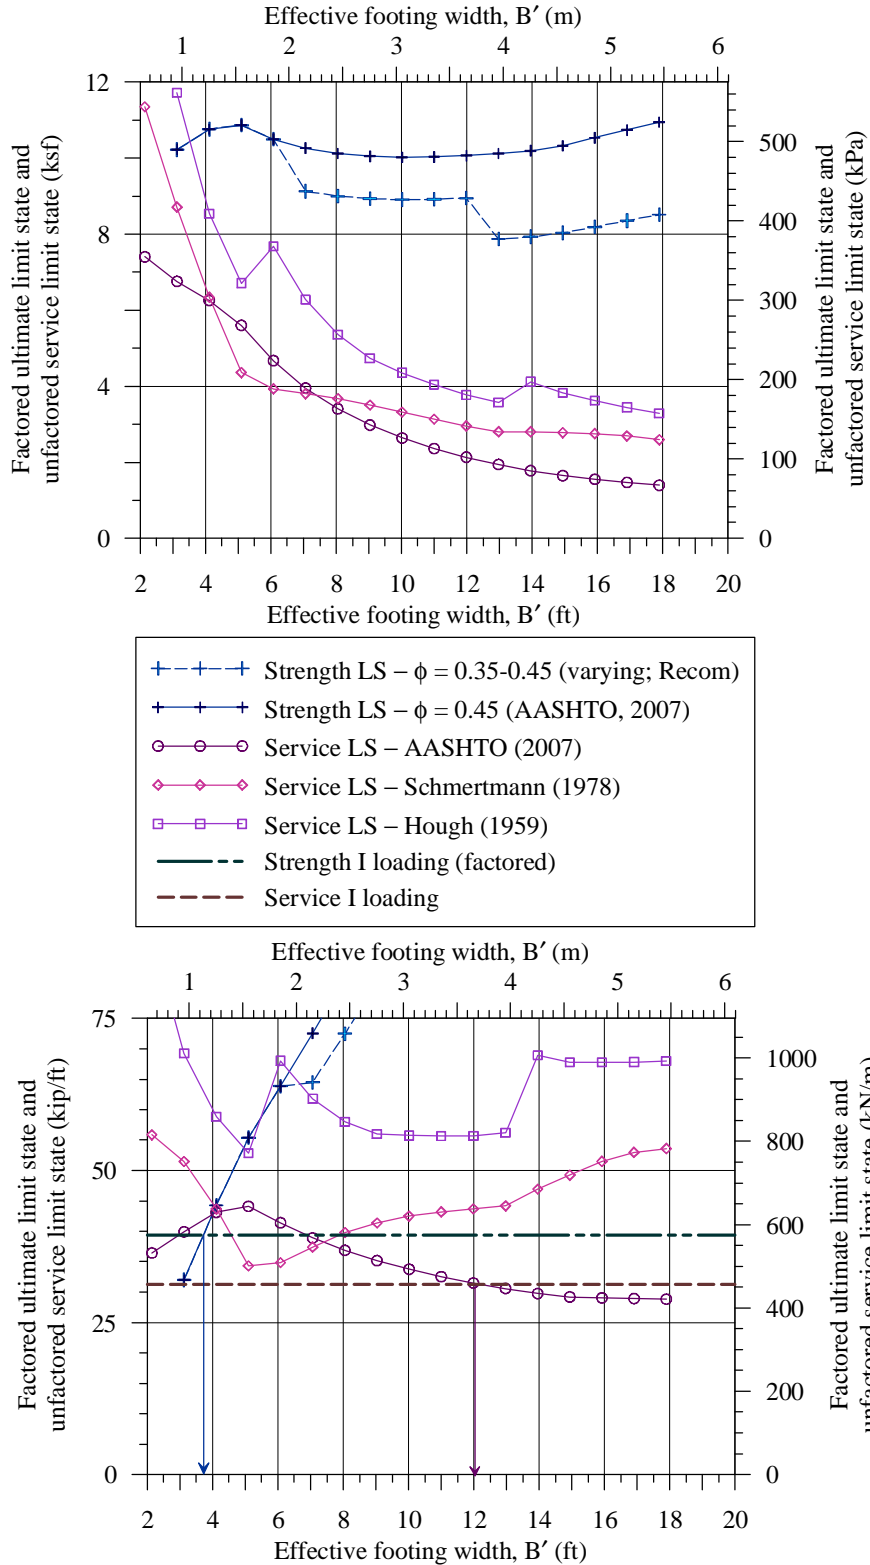 Effective footing width, B′ (m)
1 2 3 4 5 6
12
8
4
0
Factored ultimate limit state and
unfactored service limit state (ksf)
500
400
300
200
100
0
Factored ultimate limit state and
unfactored service limit state (kPa)
2 4 6 8 10 12 14 16 18 20
Effective footing width, B′ (ft)
Strength LS – ϕ = 0.35-0.45 (varying; Recom)
Strength LS – ϕ = 0.45 (AASHTO, 2007)
Service LS – AASHTO (2007)
Service LS – Schmertmann (1978)
Service LS – Hough (1959)
Strength I loading (factored)
Service I loading
Effective footing width, B′ (m)
1 2 3 4 5 6
75
50
25
0
Factored ultimate limit state and
unfactored service limit state (kip/ft)
1000
800
600
400
200
0
Factored ultimate limit state and
unfactored service limit state (kN/m)
2 4 6 8 10 12 14 16 18 20
Effective footing width, B′ (ft)